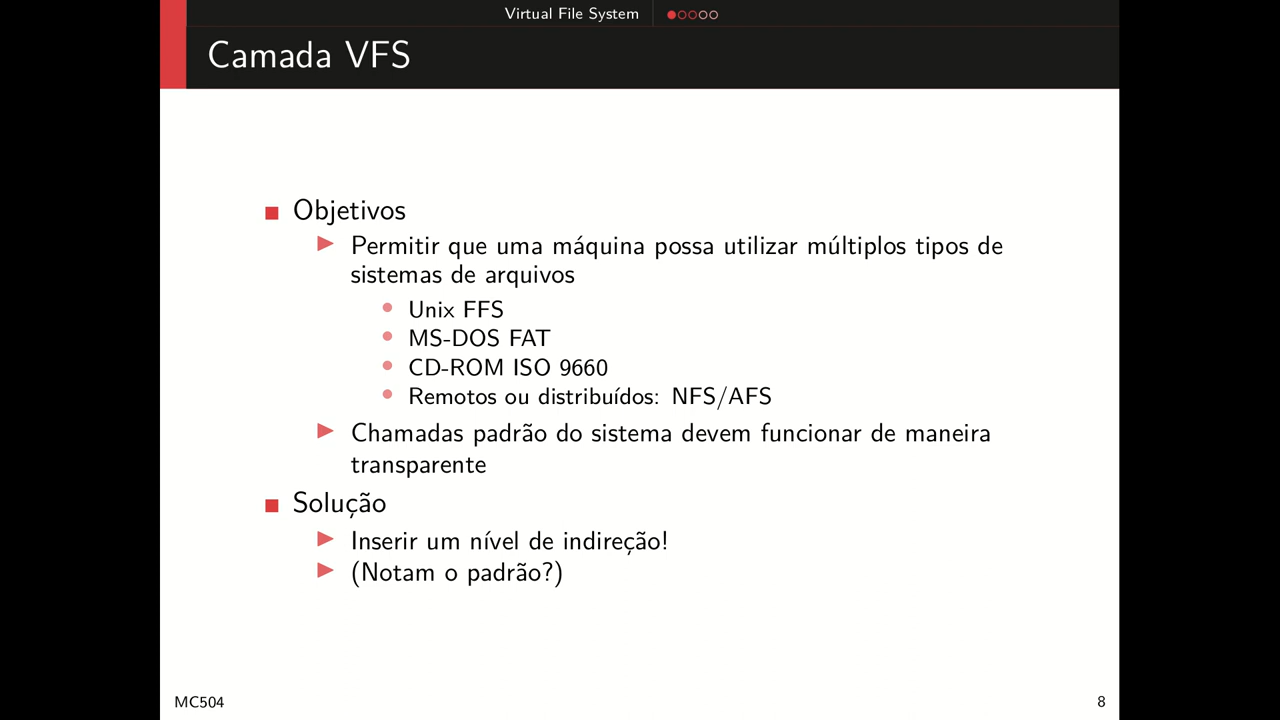 Virtual File System
Camada VFS
Objetivos
Permitir que uma máquina possa utilizar múltiplos tipos de
sistemas de arquivos
Unix FFS
MS-DOS FAT
CD-ROM ISO 9660
Remotos ou distribuídos: NFS/AFS
Chamadas padrão do sistema devem funcionar de maneira
transparente
Solução
Inserir um nível de indireção!
(Notam o padrão?)
MC504
8